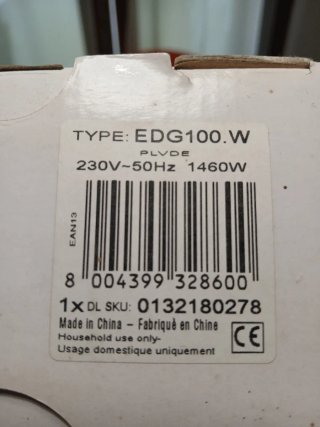 TYPE: EDG100.W
PLVDE
230V~50Hz 1460W
EAN13
8 004399 328600
1x DL SKU: 0132180278
Made in China – Fabriqué en Chine
Household use only-
Usage domestique uniquement
CE